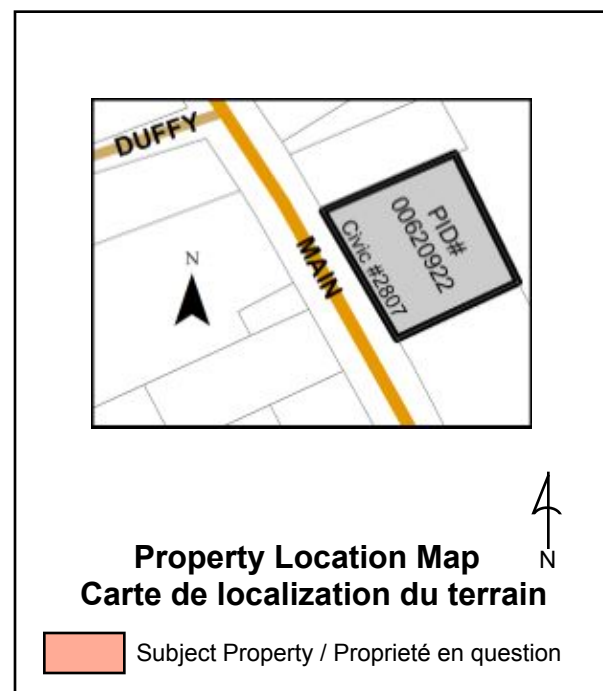 DUFFY
MAIN
N
PID#
00620922
Civic #2807
N
Property Location Map
Carte de localization du terrain
Subject Property / Proprieté en question